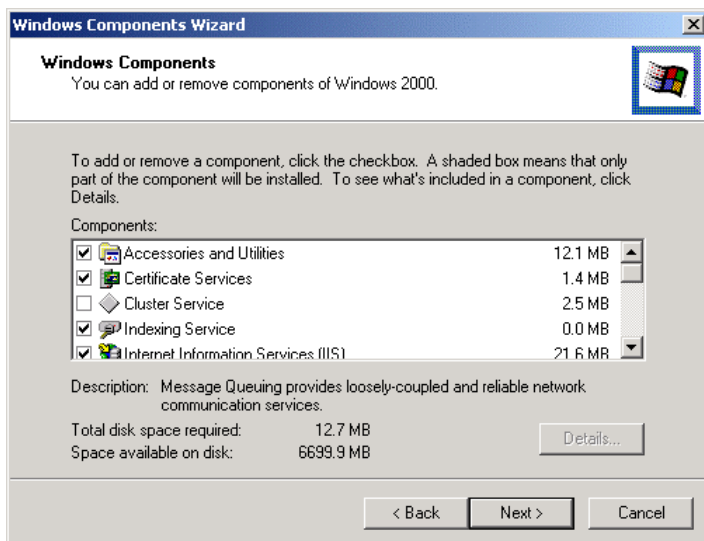 Windows Components Wizard
Windows Components
You can add or remove components of Windows 2000.
To add or remove a component, click the checkbox. A shaded box means that only
part of the component will be installed. To see what's included in a component, click
Details.
Components:
Accessories and Utilities 12.1 MB
Certificate Services 1.4 MB
Cluster Service 2.5 MB
Indexing Service 0.0 MB
Internet Information Services (IIS) 21.6 MB
Description: Message Queuing provides loosely-coupled and reliable network
communication services.
Total disk space required: 12.7 MB
Space available on disk: 6699.9 MB
Details...
< Back Next > Cancel